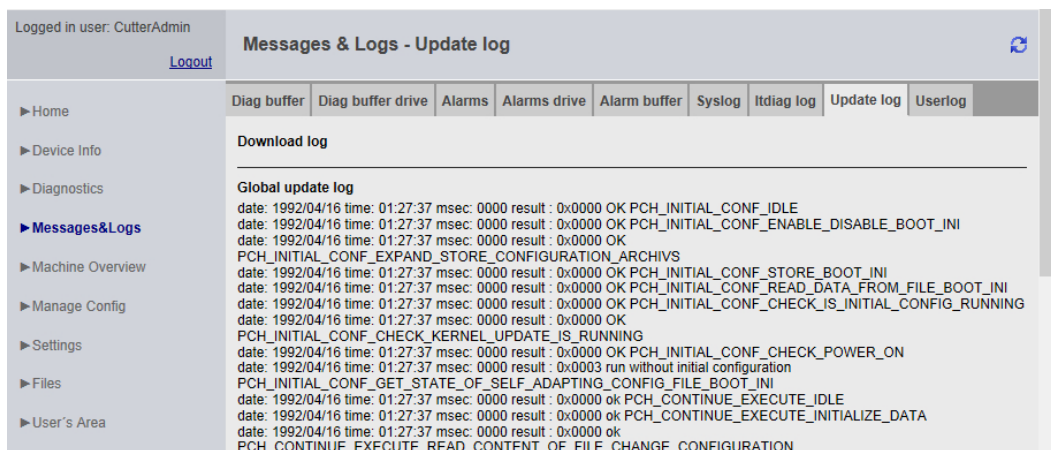 Logged in user: CutterAdmin
Logout
Messages & Logs - Update log
►Home
►Device Info
►Diagnostics
►Messages&Logs
►Machine Overview
►Manage Config
►Settings
►Files
►User´s Area
Diag buffer Diag buffer drive Alarms Alarms drive Alarm buffer Syslog Itdiag log Update log Userlog
Download log
Global update log
date: 1992/04/16 time: 01:27:37 msec: 0000 result : 0x0000 OK PCH_INITIAL_CONF_IDLE
date: 1992/04/16 time: 01:27:37 msec: 0000 result : 0x0000 OK PCH_INITIAL_CONF_ENABLE_DISABLE_BOOT_INI
date: 1992/04/16 time: 01:27:37 msec: 0000 result : 0x0000 OK
PCH_INITIAL_CONF_EXPAND_STORE_CONFIGURATION_ARCHIVS
date: 1992/04/16 time: 01:27:37 msec: 0000 result : 0x0000 OK PCH_INITIAL_CONF_STORE_BOOT_INI
date: 1992/04/16 time: 01:27:37 msec: 0000 result : 0x0000 OK PCH_INITIAL_CONF_READ_DATA_FROM_FILE_BOOT_INI
date: 1992/04/16 time: 01:27:37 msec: 0000 result : 0x0000 OK PCH_INITIAL_CONF_CHECK_IS_INITIAL_CONFIG_RUNNING
date: 1992/04/16 time: 01:27:37 msec: 0000 result : 0x0000 OK
PCH_INITIAL_CONF_CHECK_KERNEL_UPDATE_IS_RUNNING
date: 1992/04/16 time: 01:27:37 msec: 0000 result : 0x0000 OK PCH_INITIAL_CONF_CHECK_POWER_ON
date: 1992/04/16 time: 01:27:37 msec: 0000 result : 0x0003 run without initial configuration
PCH_INITIAL_CONF_GET_STATE_OF_SELF_ADAPTING_CONFIG_FILE_BOOT_INI
date: 1992/04/16 time: 01:27:37 msec: 0000 result : 0x0000 ok PCH_CONTINUE_EXECUTE_IDLE
date: 1992/04/16 time: 01:27:37 msec: 0000 result : 0x0000 ok PCH_CONTINUE_EXECUTE_INITIALIZE_DATA
date: 1992/04/16 time: 01:27:37 msec: 0000 result : 0x0000 ok
PCH_CONTINUE_EXECUTE_READ_CONTENT_OF_FILE_CHANGE_CONFIGURATION